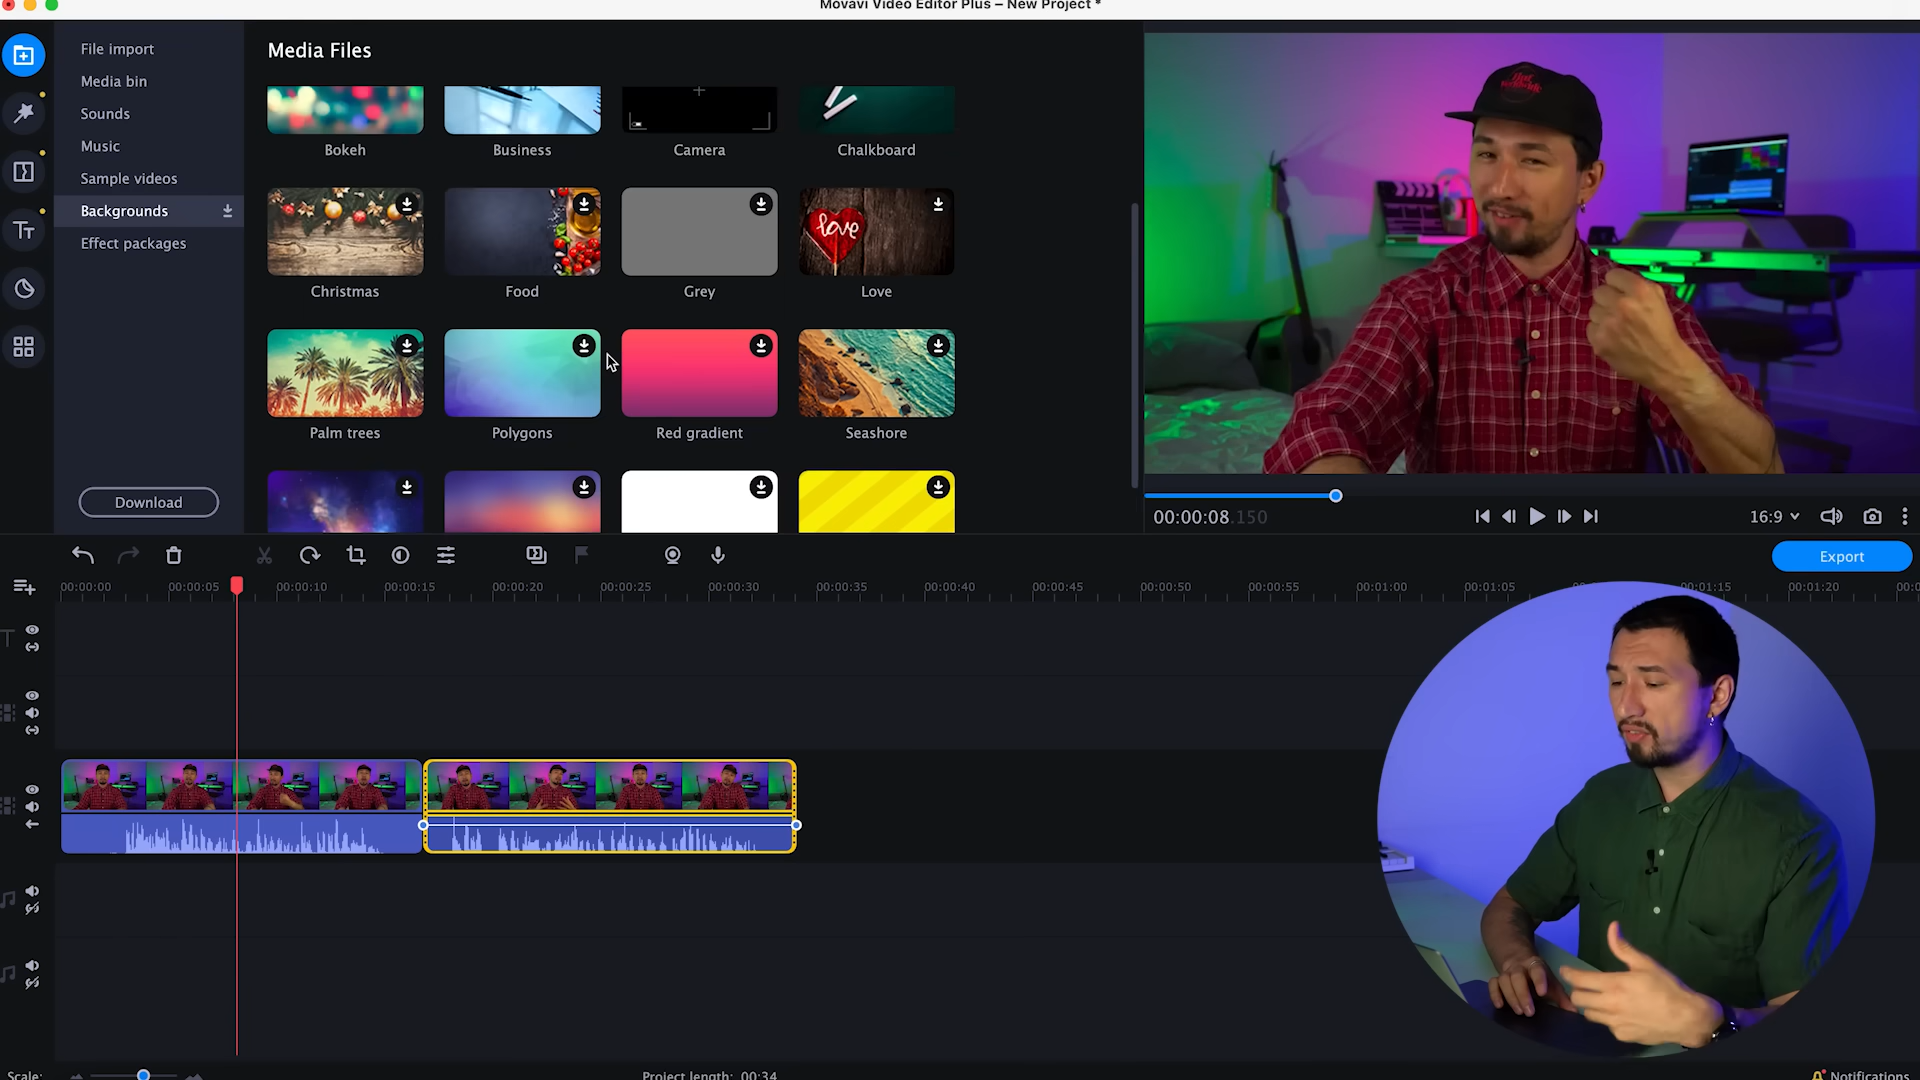 Movavi Video Editor Plus – New Project *
File import
Media bin
Sounds
Music
Sample videos
Backgrounds
Effect packages
Download
Media Files
Bokeh
Business
Camera
Chalkboard
Christmas
Food
Grey
love
Love
Palm trees
Polygons
Red gradient
Seashore
00:00:08.150
16:9
Export
00:00:00
00:00:05
00:00:10
00:00:15
00:00:20
00:00:25
00:00:30
00:00:35
00:00:40
00:00:45
00:00:50
00:00:55
00:01:00
00:01:05
00:01:15
00:01:20
Scale:
Project length: 00:34
Notifications